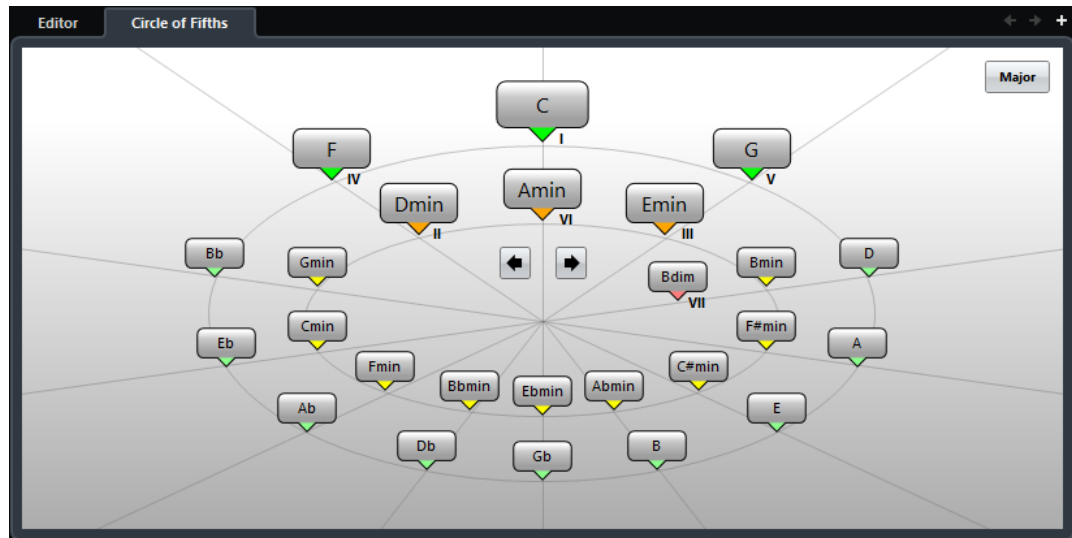 Editor
Circle of Fifths
Major
C
I
F
IV
G
V
Dmin
II
Amin
VI
Emin
III
Bb
Gmin
Bdim
VII
Bmin
D
Eb
Cmin
F#min
A
Fmin
C#min
Bbmin
Ebmin
Abmin
Ab
E
Db
Gb
B